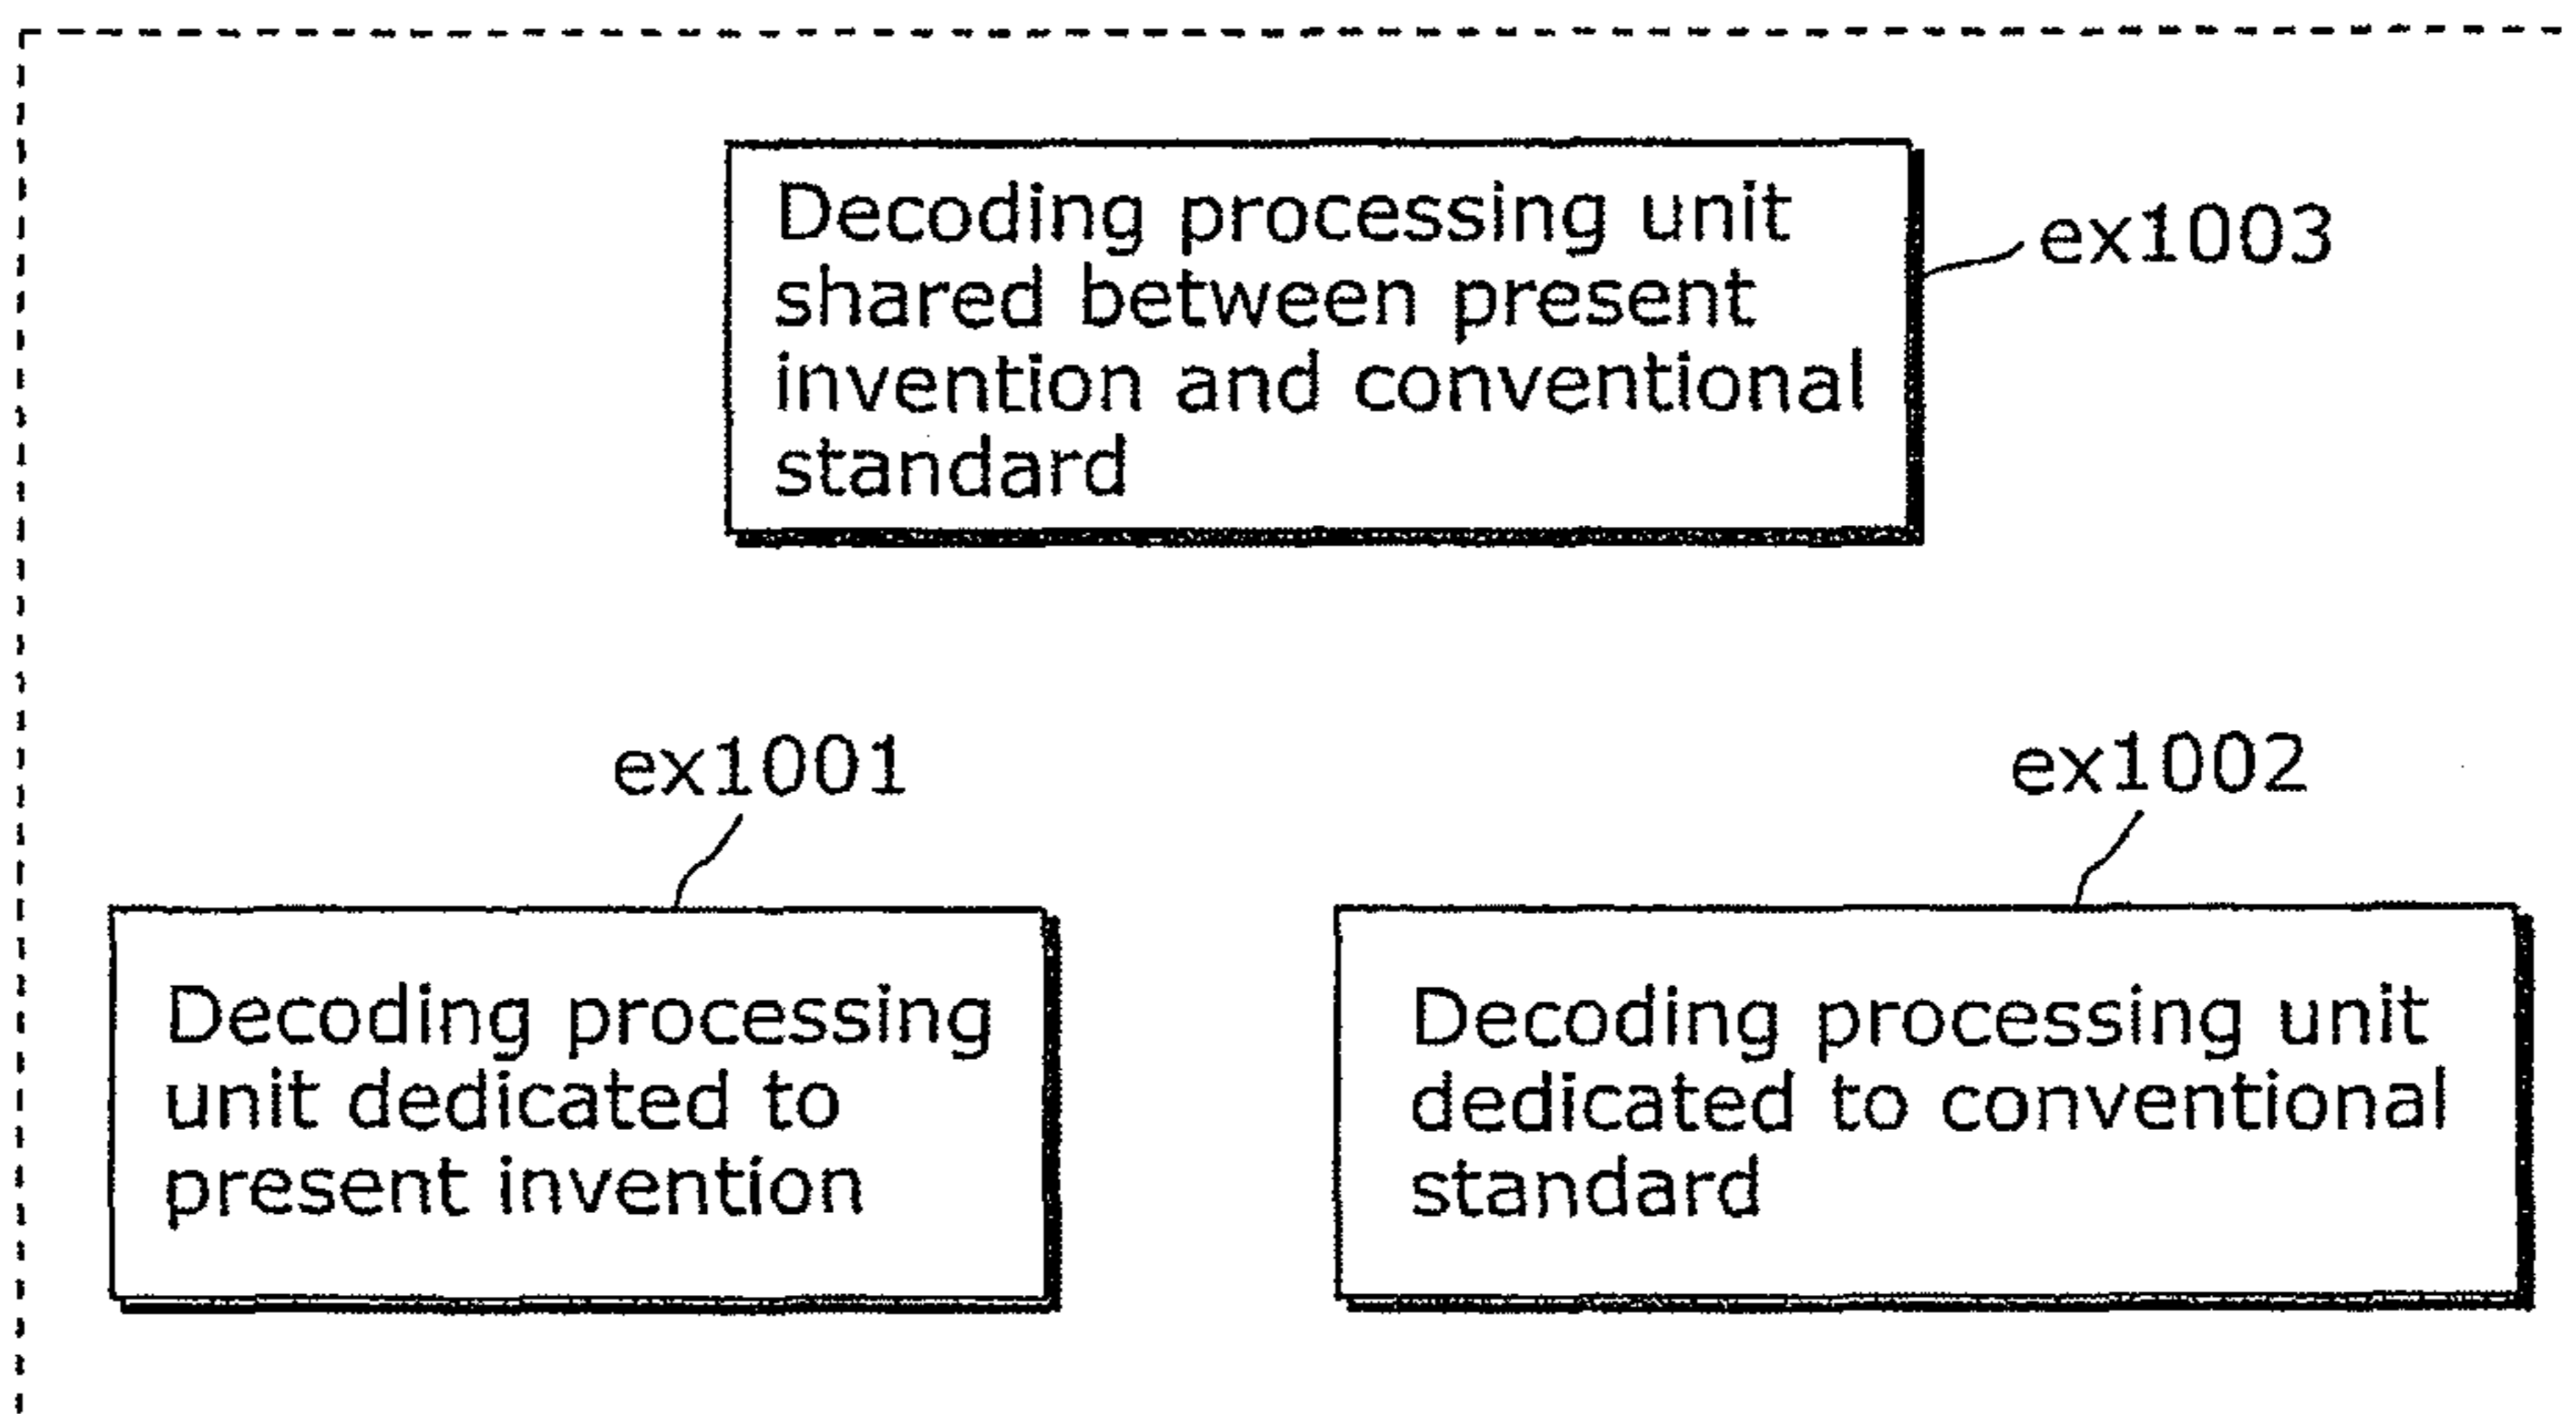 Decoding processing unit
shared between present
invention and conventional
standard
ex1003
ex1001
Decoding processing
unit dedicated to
present invention
ex1002
Decoding processing unit
dedicated to conventional
standard